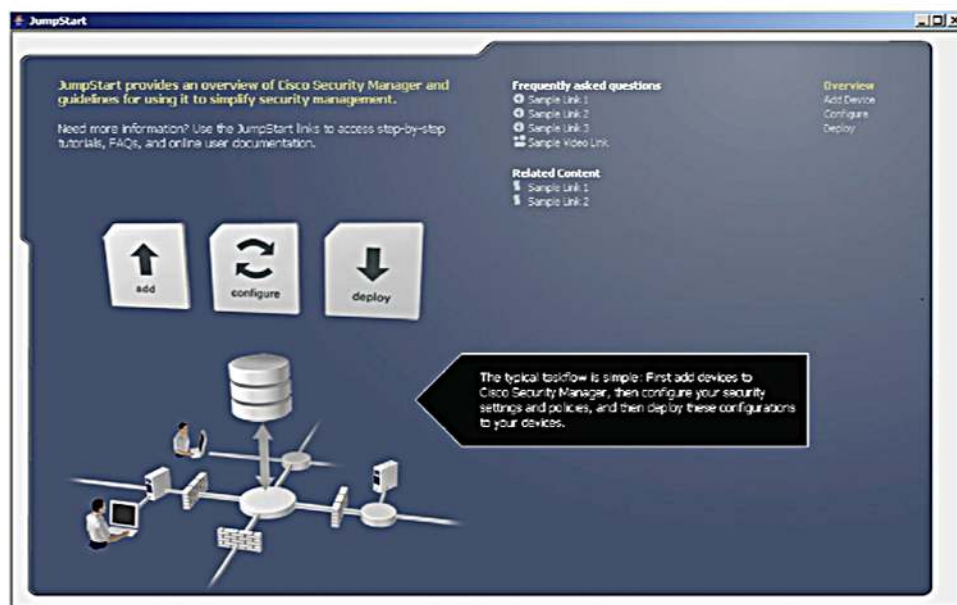 JumpStart
JumpStart provides an overview of Cisco Security Manager and
guidelines for using it to simplify security management.
Need more information? Use the JumpStart links to access step-by-step
tutorials, FAQs, and online user documentation.
Frequently asked questions
Sample Link 1
Sample Link 2
Sample Link 3
Sample Video Link
Related Content
Sample Link 1
Sample Link 2
Overview
Add Device
Configure
Deploy
add
configure
deploy
The typical taskflow is simple: First add devices to
Cisco Security Manager, then configure your security
settings and policies, and then deploy these configurations
to your devices.